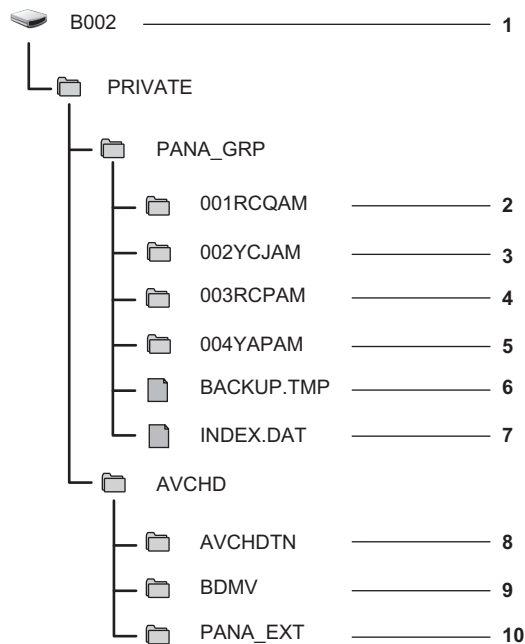 B002 1
PRIVATE
PANA_GRP
001RCQAM 2
002YCJAM 3
003RCPAM 4
004YAPAM 5
BACKUP.TMP 6
INDEX.DAT 7
AVCHD
AVCHDTN 8
BDMV 9
PANA_EXT 10